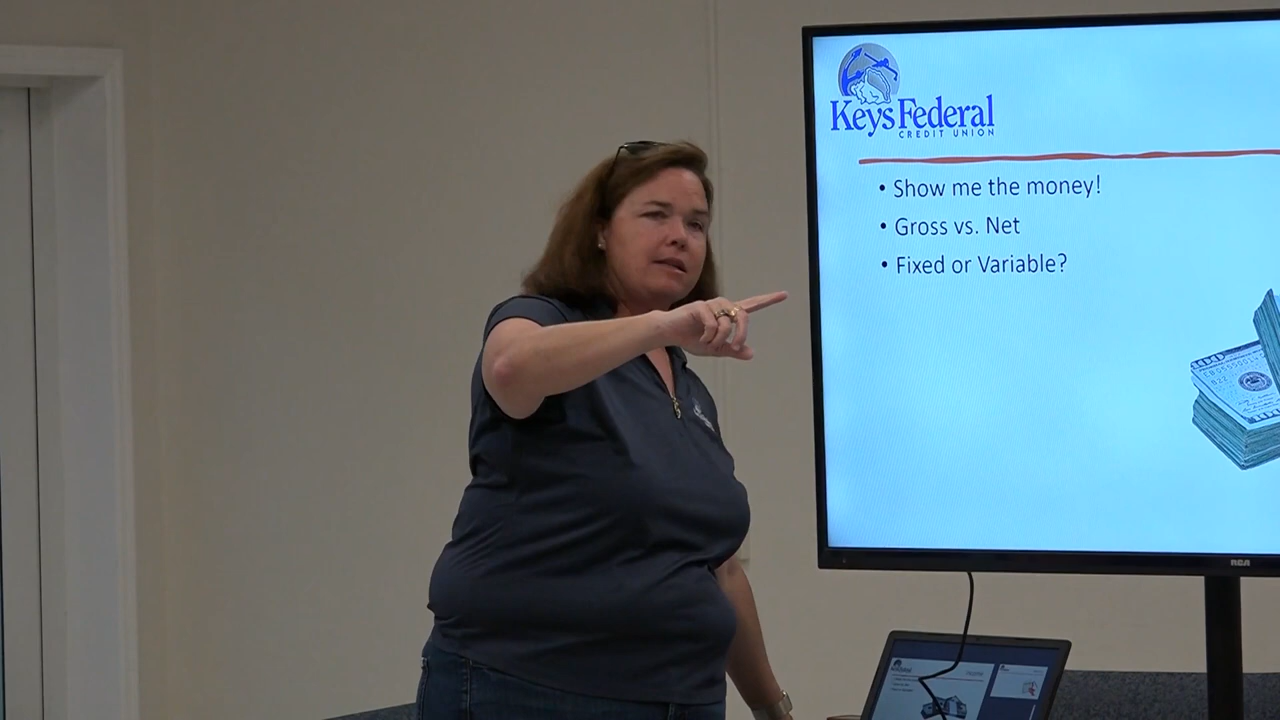 Keys Federal
CREDIT UNION
• Show me the money!
• Gross vs. Net
• Fixed or Variable?
RCA